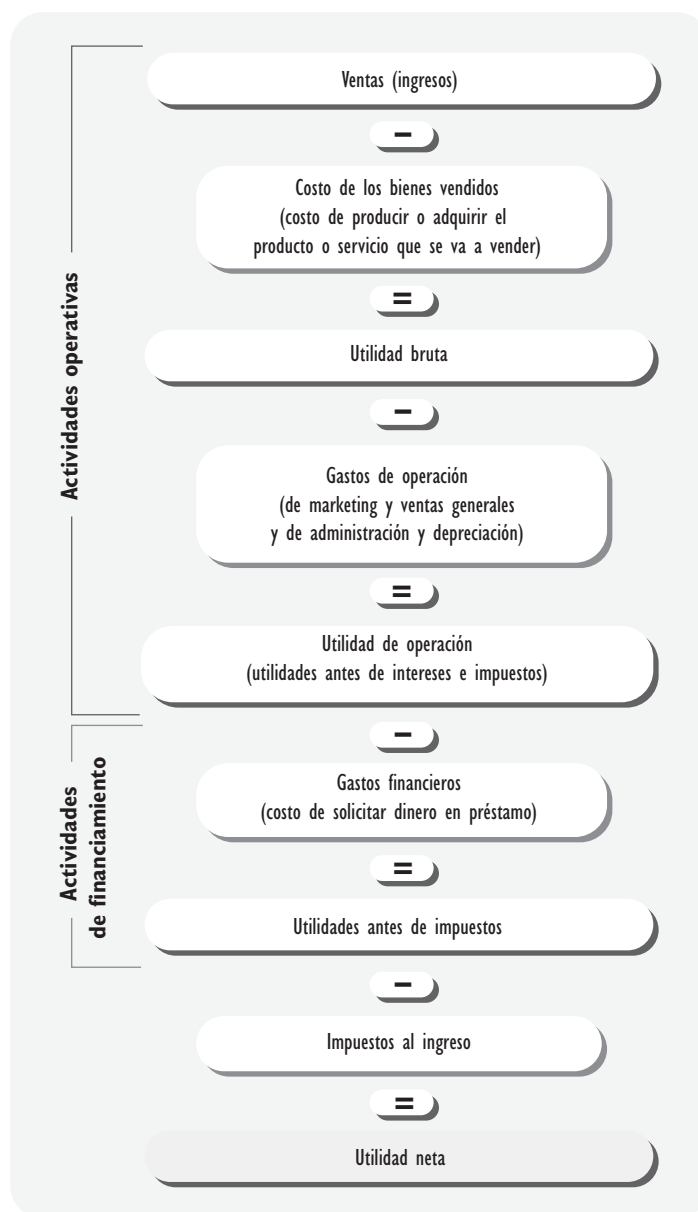 Ventas (ingresos)
−
Costo de los bienes vendidos
(costo de producir o adquirir el
producto o servicio que se va a vender)
=
Utilidad bruta
−
Gastos de operación
(de marketing y ventas generales
y de administración y depreciación)
=
Utilidad de operación
(utilidades antes de intereses e impuestos)
Actividades operativas
−
Gastos financieros
(costo de solicitar dinero en préstamo)
=
Utilidades antes de impuestos
Actividades
de financiamiento
−
Impuestos al ingreso
=
Utilidad neta